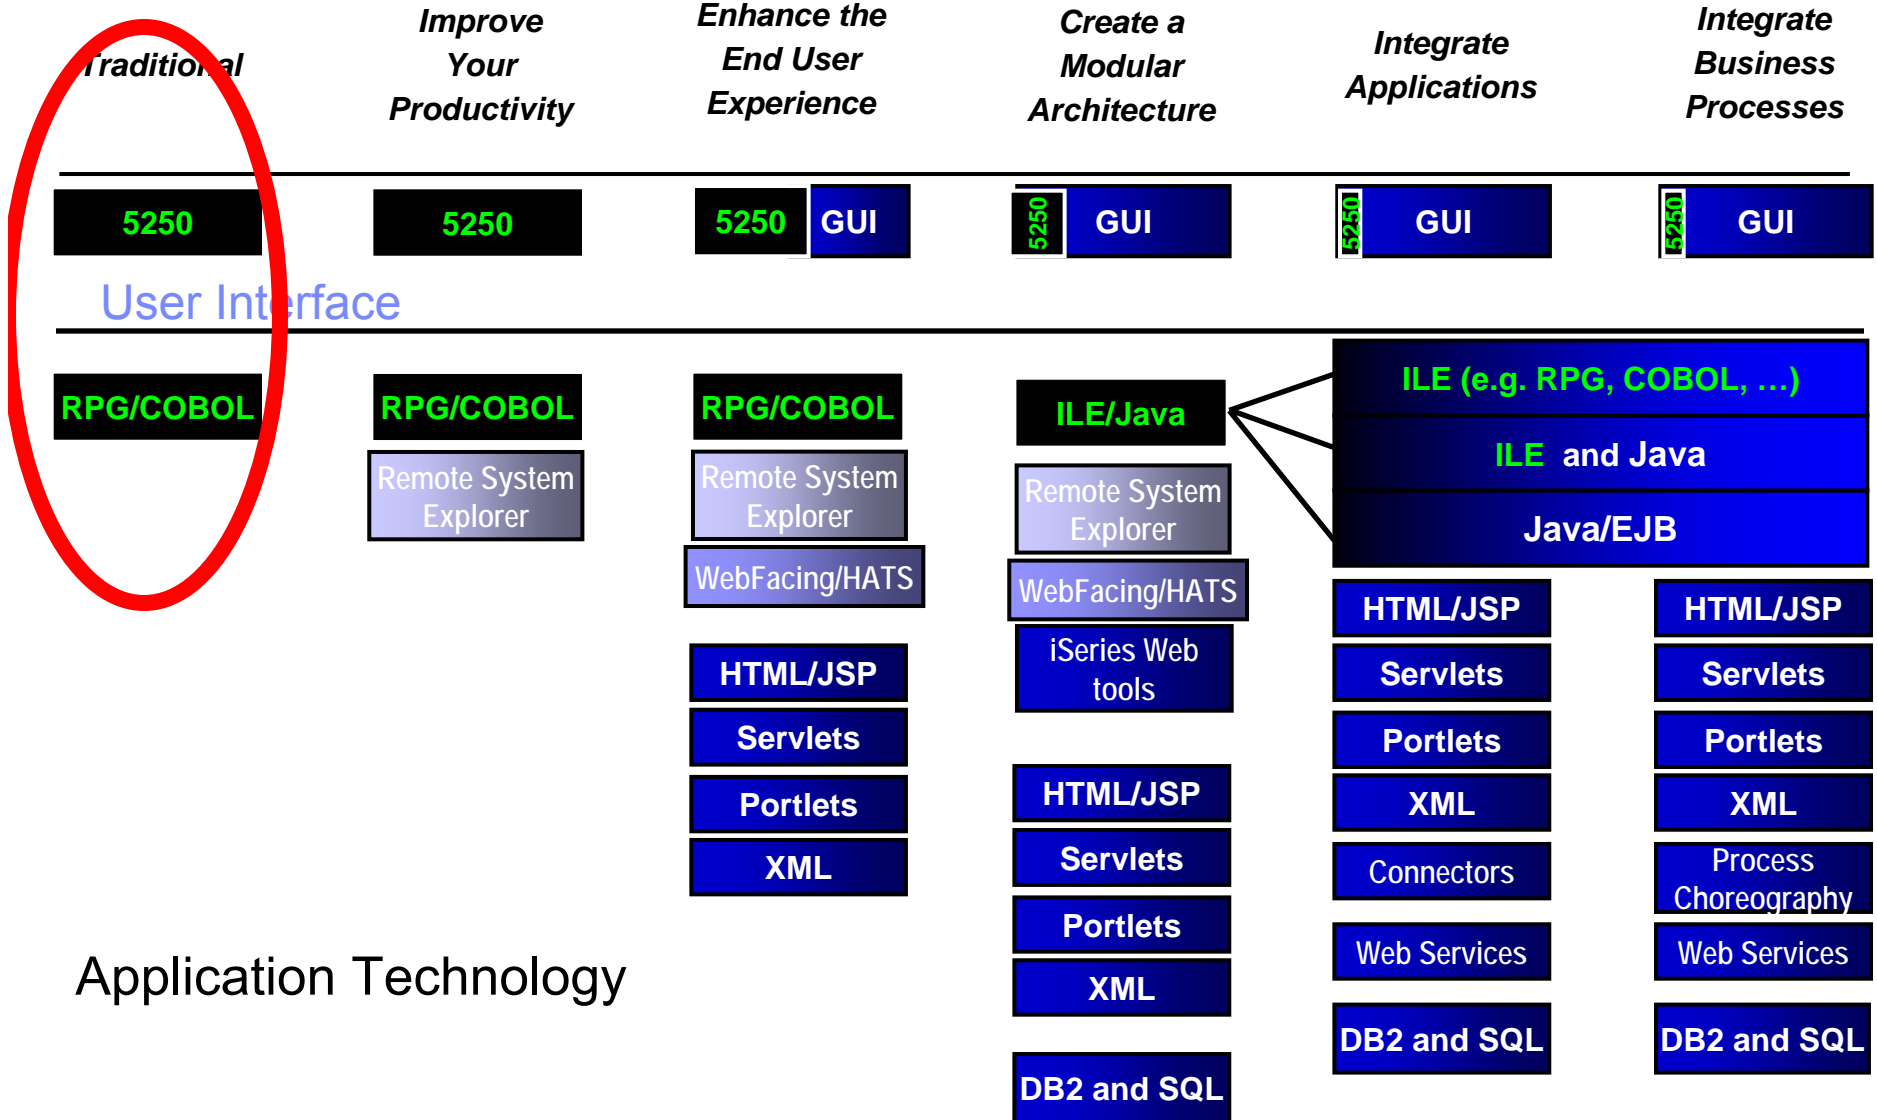 Traditional
Improve
Your
Productivity
Enhance the
End User
Experience
Create a
Modular
Architecture
Integrate
Applications
Integrate
Business
Processes
5250
5250
5250
GUI
5250
GUI
5250
GUI
5250
GUI
User Interface
RPG/COBOL
RPG/COBOL
Remote System
Explorer
RPG/COBOL
Remote System
Explorer
WebFacing/HATS
HTML/JSP
Servlets
Portlets
XML
ILE/Java
Remote System
Explorer
WebFacing/HATS
iSeries Web
tools
HTML/JSP
Servlets
Portlets
XML
DB2 and SQL
ILE (e.g. RPG, COBOL, …)
ILE and Java
Java/EJB
HTML/JSP
Servlets
Portlets
XML
Connectors
Web Services
DB2 and SQL
HTML/JSP
Servlets
Portlets
XML
Process
Choreography
Web Services
DB2 and SQL
Application Technology